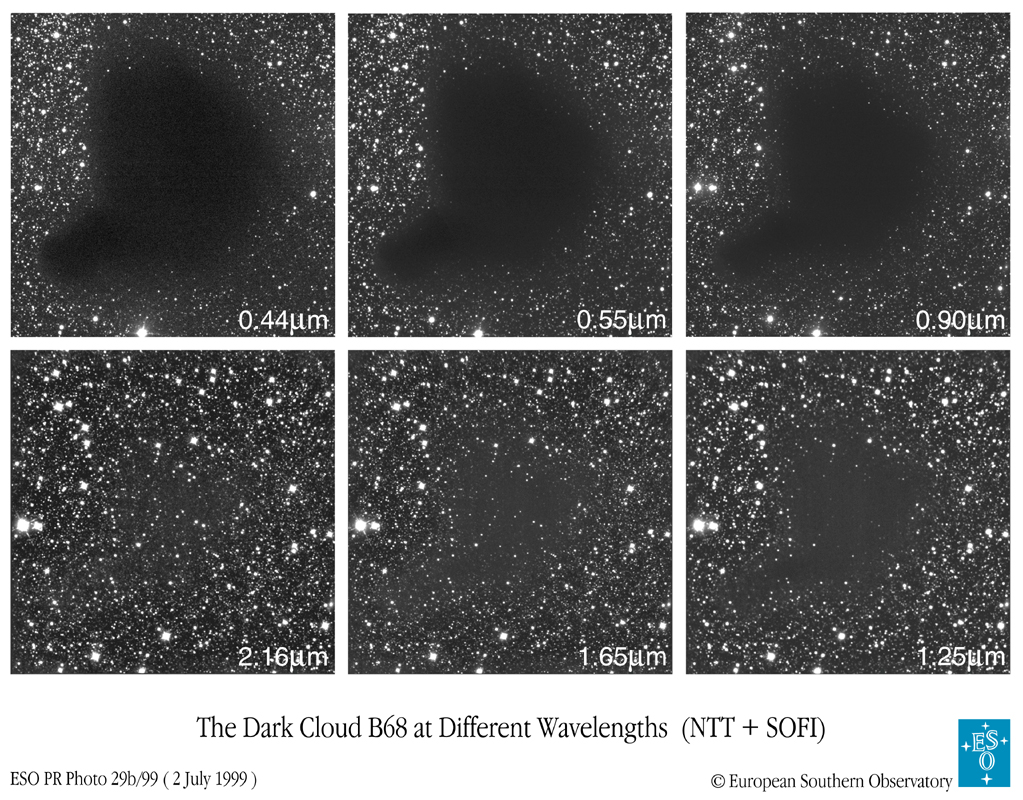 0.44µm
0.55µm
0.90µm
2.16µm
1.65µm
1.25µm
The Dark Cloud B68 at Different Wavelengths (NTT + SOFI)
ESO PR Photo 29b/99 ( 2 July 1999 )
© European Southern Observatory
ES
O